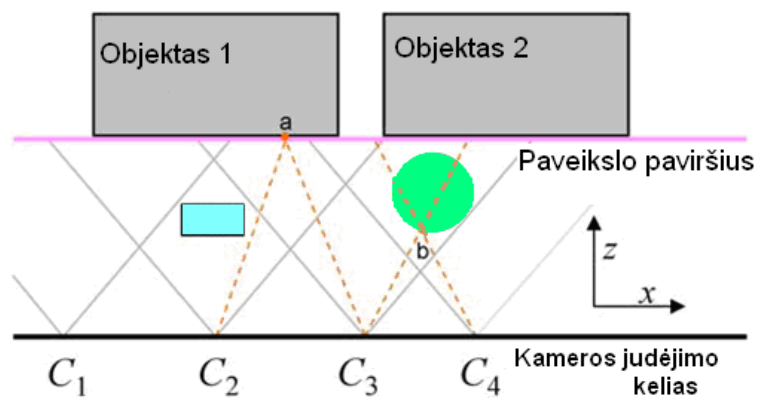 Objektas 1
Objektas 2
a
Paveikslo paviršius
b
z
x
C1
C2
C3
C4
Kameros judėjimo
kelias